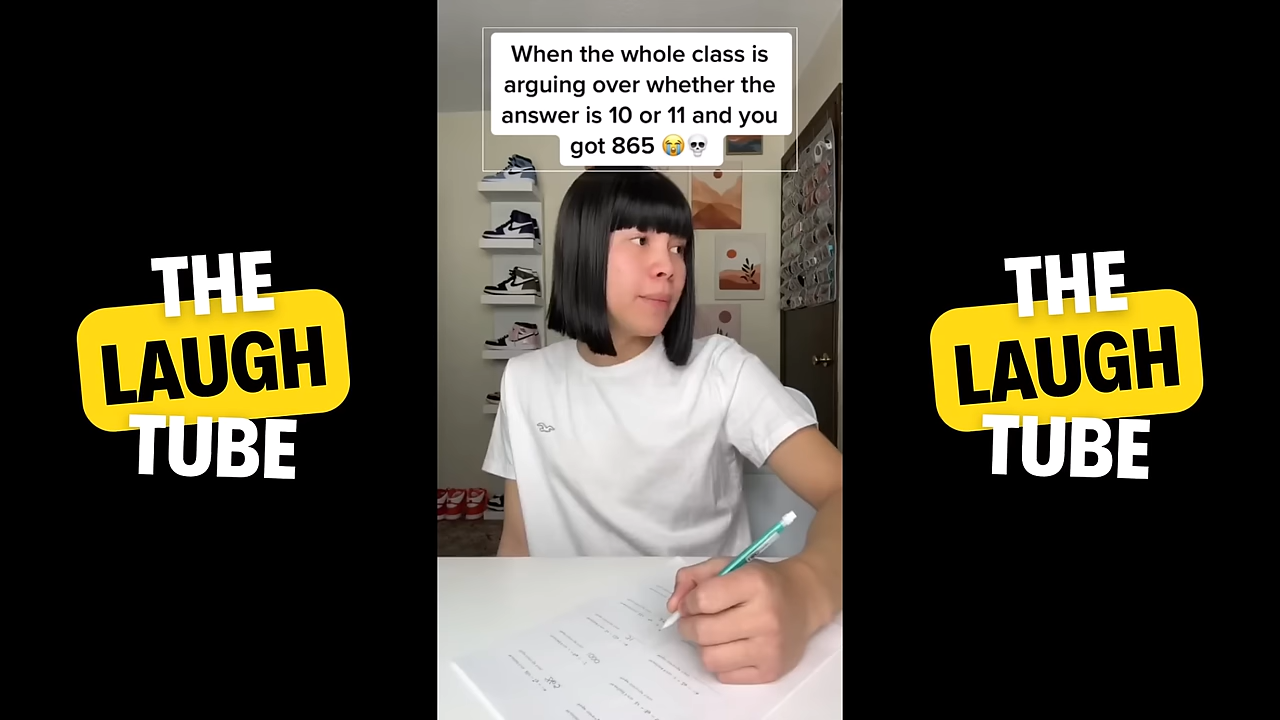 When the whole class is
arguing over whether the
answer is 10 or 11 and you
got 865 😭💀
THE
LAUGH
TUBE
THE
LAUGH
TUBE